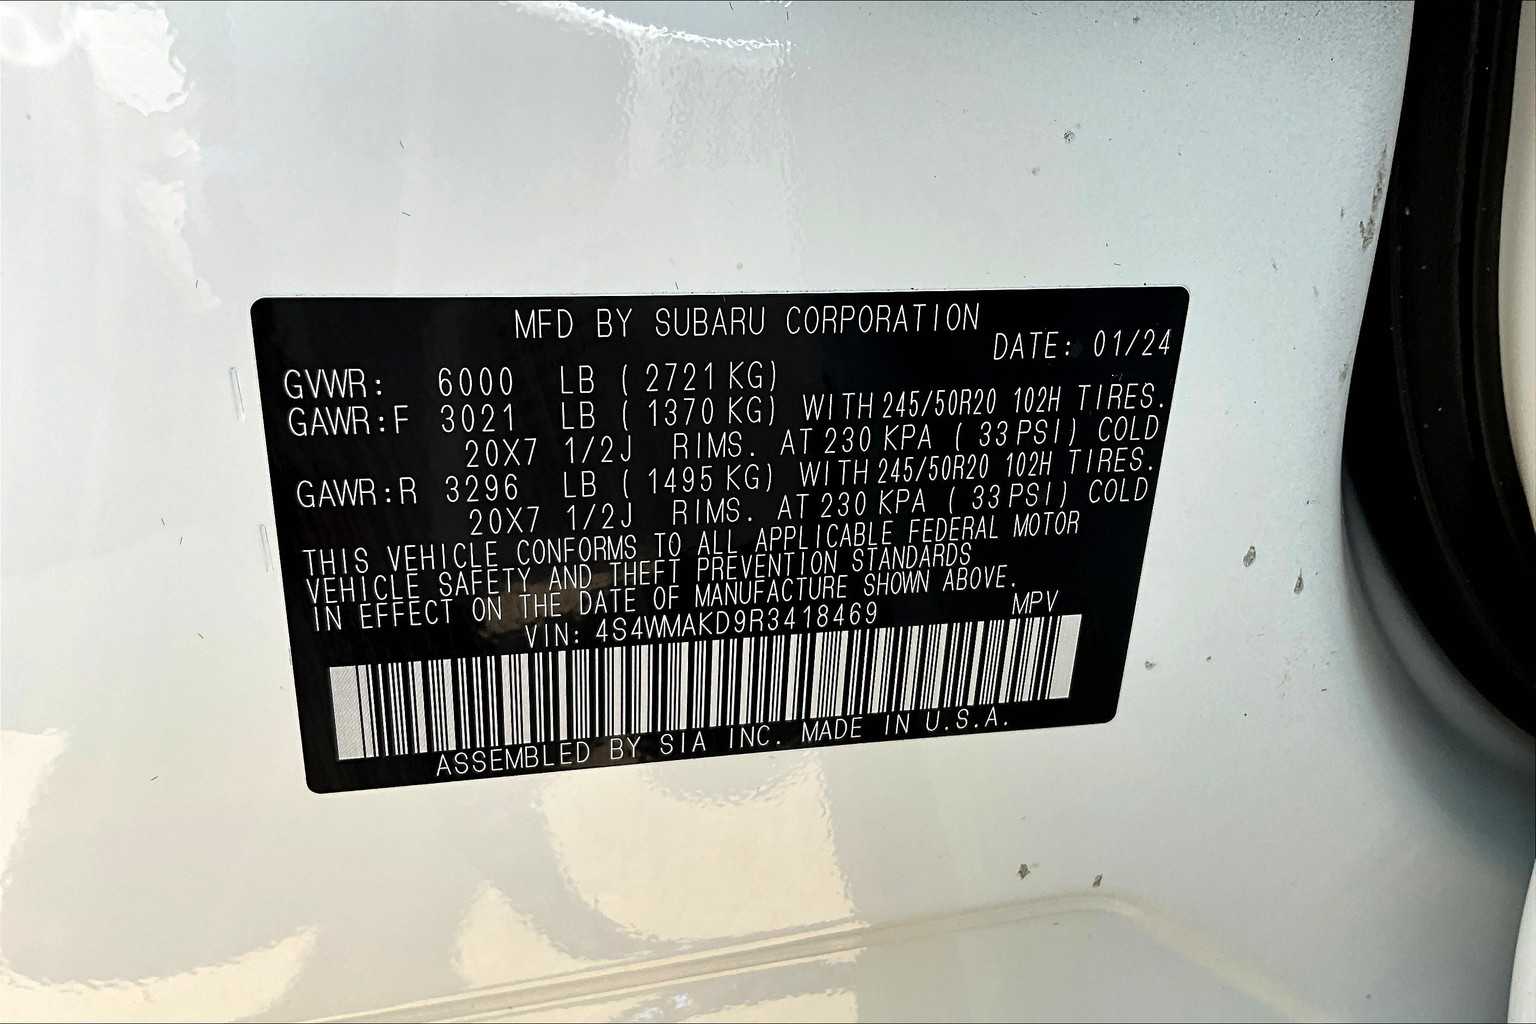 MFD BY SUBARU CORPORATION
DATE: 01/24
GVWR: 6000 LB ( 2721 KG)
GAWR:F 3021 LB ( 1370 KG) WITH 245/50R20 102H TIRES.
20X7 1/2J RIMS. AT 230 KPA ( 33 PSI) COLD
GAWR:R 3296 LB ( 1495 KG) WITH 245/50R20 102H TIRES.
20X7 1/2J RIMS. AT 230 KPA ( 33 PSI) COLD
THIS VEHICLE CONFORMS TO ALL APPLICABLE FEDERAL MOTOR
VEHICLE SAFETY AND THEFT PREVENTION STANDARDS
IN EFFECT ON THE DATE OF MANUFACTURE SHOWN ABOVE.
VIN: 4S4WMAKD9R3418469 MPV
ASSEMBLED BY SIA INC. MADE IN U.S.A.